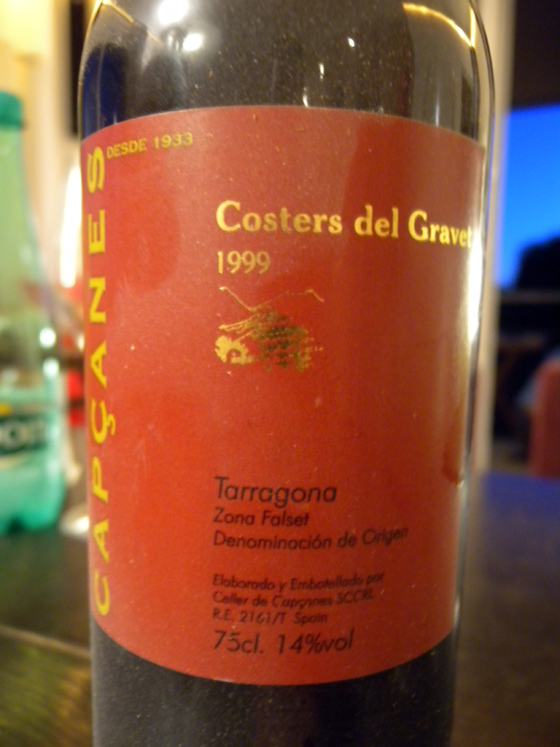 CAPÇANES
DESDE 1933
Costers del Gravet
1999
Tarragona
Zona Falset
Denominación de Origen
Elaborado y Embotellado por
Celler de Capçanes SCCRL
R.E. 2161/T Spain
75cl. 14%vol